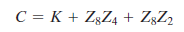 C = K + Z₈Z₄ + Z₈Z₂